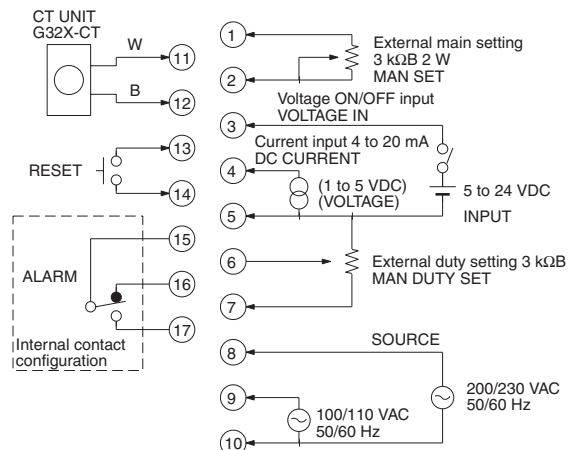 CT UNIT
G32X-CT
W
B
11
12
RESET
13
14
ALARM
15
16
17
Internal contact
configuration
1
2
External main setting
3 kΩB 2 W
MAN SET
3
Voltage ON/OFF input
VOLTAGE IN
4
Current input 4 to 20 mA
DC CURRENT
(1 to 5 VDC)
(VOLTAGE)
5
5 to 24 VDC
INPUT
6
External duty setting 3 kΩB
MAN DUTY SET
7
8
SOURCE
200/230 VAC
50/60 Hz
9
100/110 VAC
50/60 Hz
10